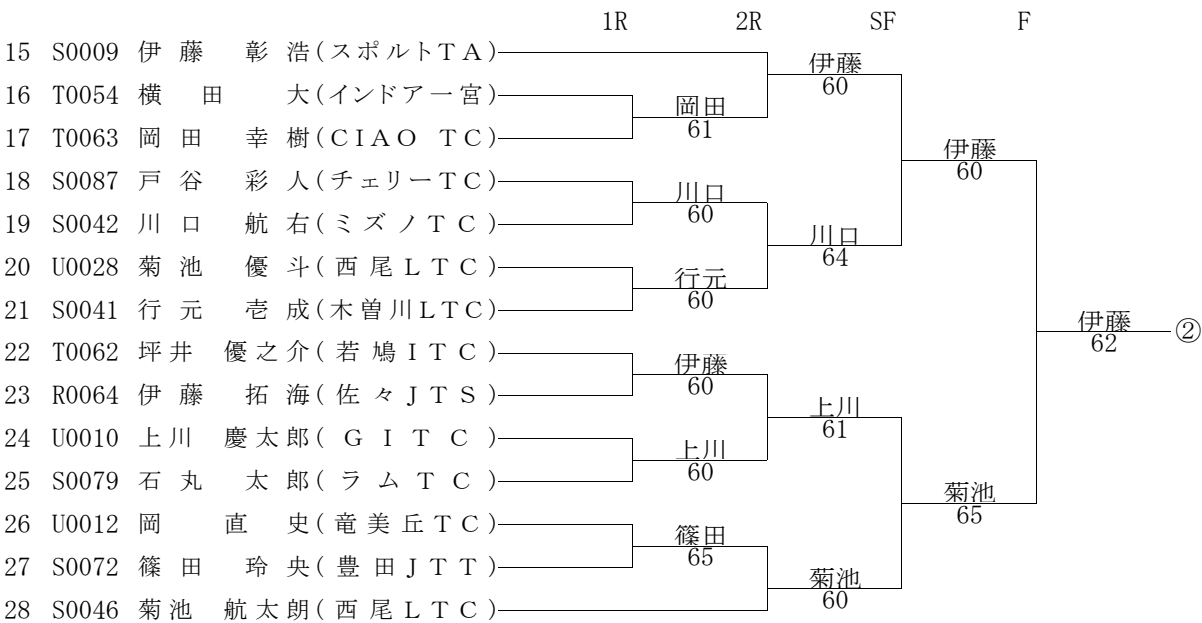 1R 2R SF F
15 S0009 伊藤 彰浩(スポルトTA)
16 T0054 横田 大(インドアー宮)
17 T0063 岡田 幸樹(CIAO TC)
18 S0087 戸谷 彩人(チェリーTC)
19 S0042 川口 航右(ミズノTC)
20 U0028 菊池 優斗(西尾LTC)
21 S0041 行元 壱成(木曽川LTC)
22 T0062 坪井 優之介(若鳩ITC)
23 R0064 伊藤 拓海(佐々JTS)
24 U0010 上川 慶太郎(GITC)
25 S0079 石丸 太郎(ラムTC)
26 U0012 岡 直史(竜美丘TC)
27 S0072 篠田 玲央(豊田JTT)
28 S0046 菊池 航太朗(西尾LTC)
岡田
61
川口
60
行元
60
伊藤
60
上川
60
篠田
65
伊藤
60
川口
64
上川
61
菊池
60
伊藤
60
菊池
65
伊藤
62
②